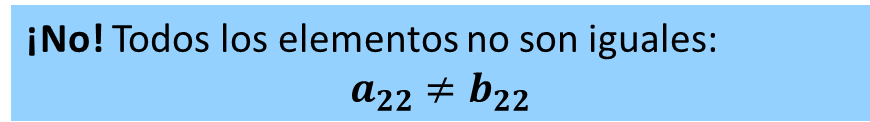 ¡No! Todos los elementos no son iguales:
a₂₂ ≠ b₂₂